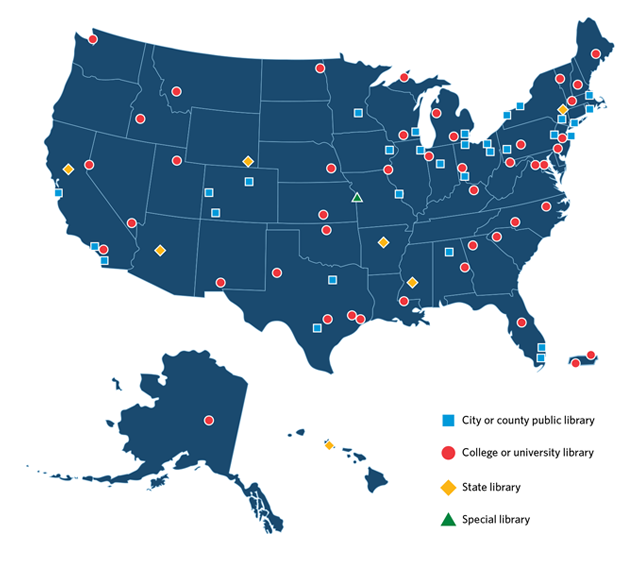 City or county public library
College or university library
State library
Special library